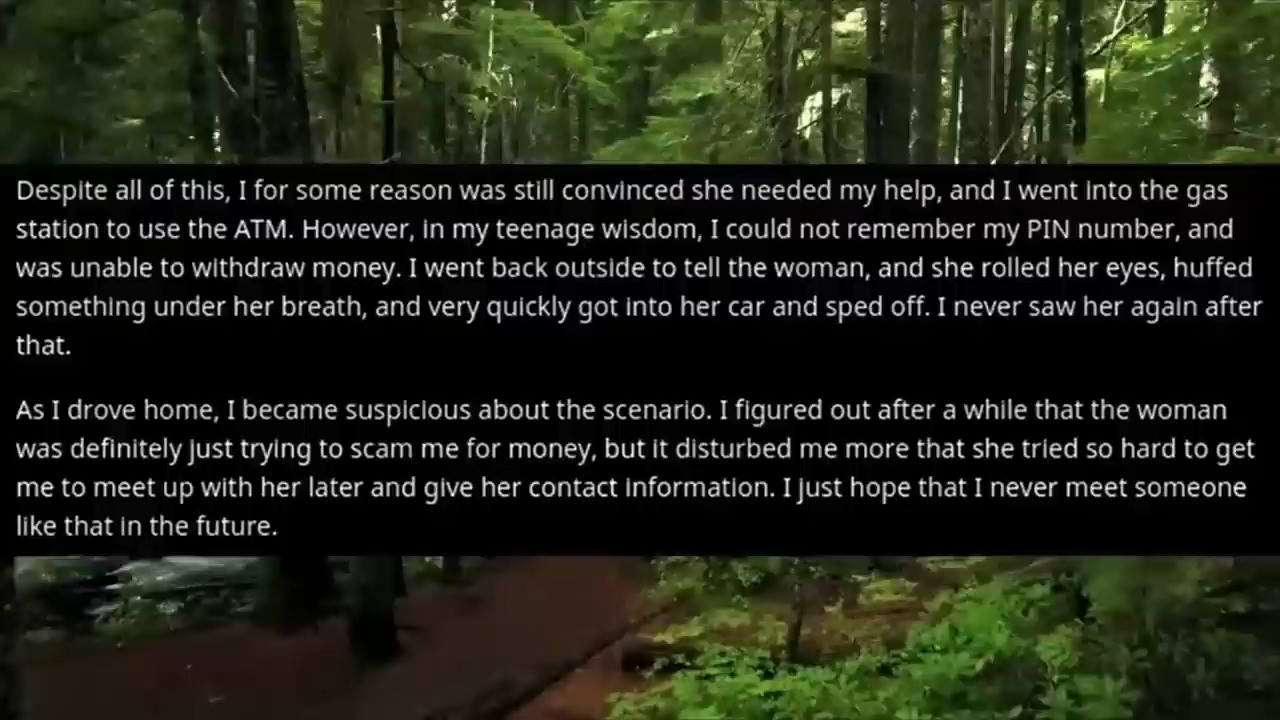 Despite all of this, I for some reason was still convinced she needed my help, and I went into the gas
station to use the ATM. However, in my teenage wisdom, I could not remember my PIN number, and
was unable to withdraw money. I went back outside to tell the woman, and she rolled her eyes, huffed
something under her breath, and very quickly got into her car and sped off. I never saw her again after
that.
As I drove home, I became suspicious about the scenario. I figured out after a while that the woman
was definitely just trying to scam me for money, but it disturbed me more that she tried so hard to get
me to meet up with her later and give her contact information. I just hope that I never meet someone
like that in the future.